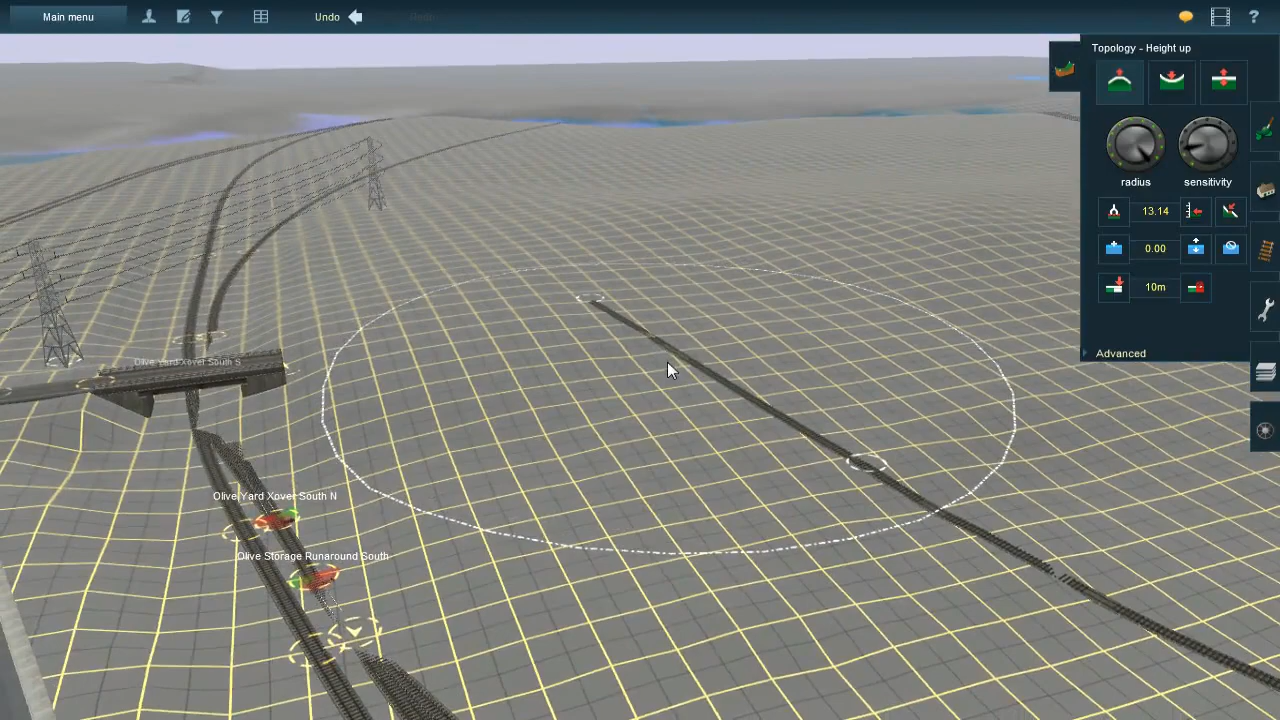 Main menu
Undo
Redo
?
Topology - Height up
radius
sensitivity
13.14
0.00
10m
Advanced
Olive Yard Xover South S
Olive Yard Xover South N
Olive Storage Runaround South